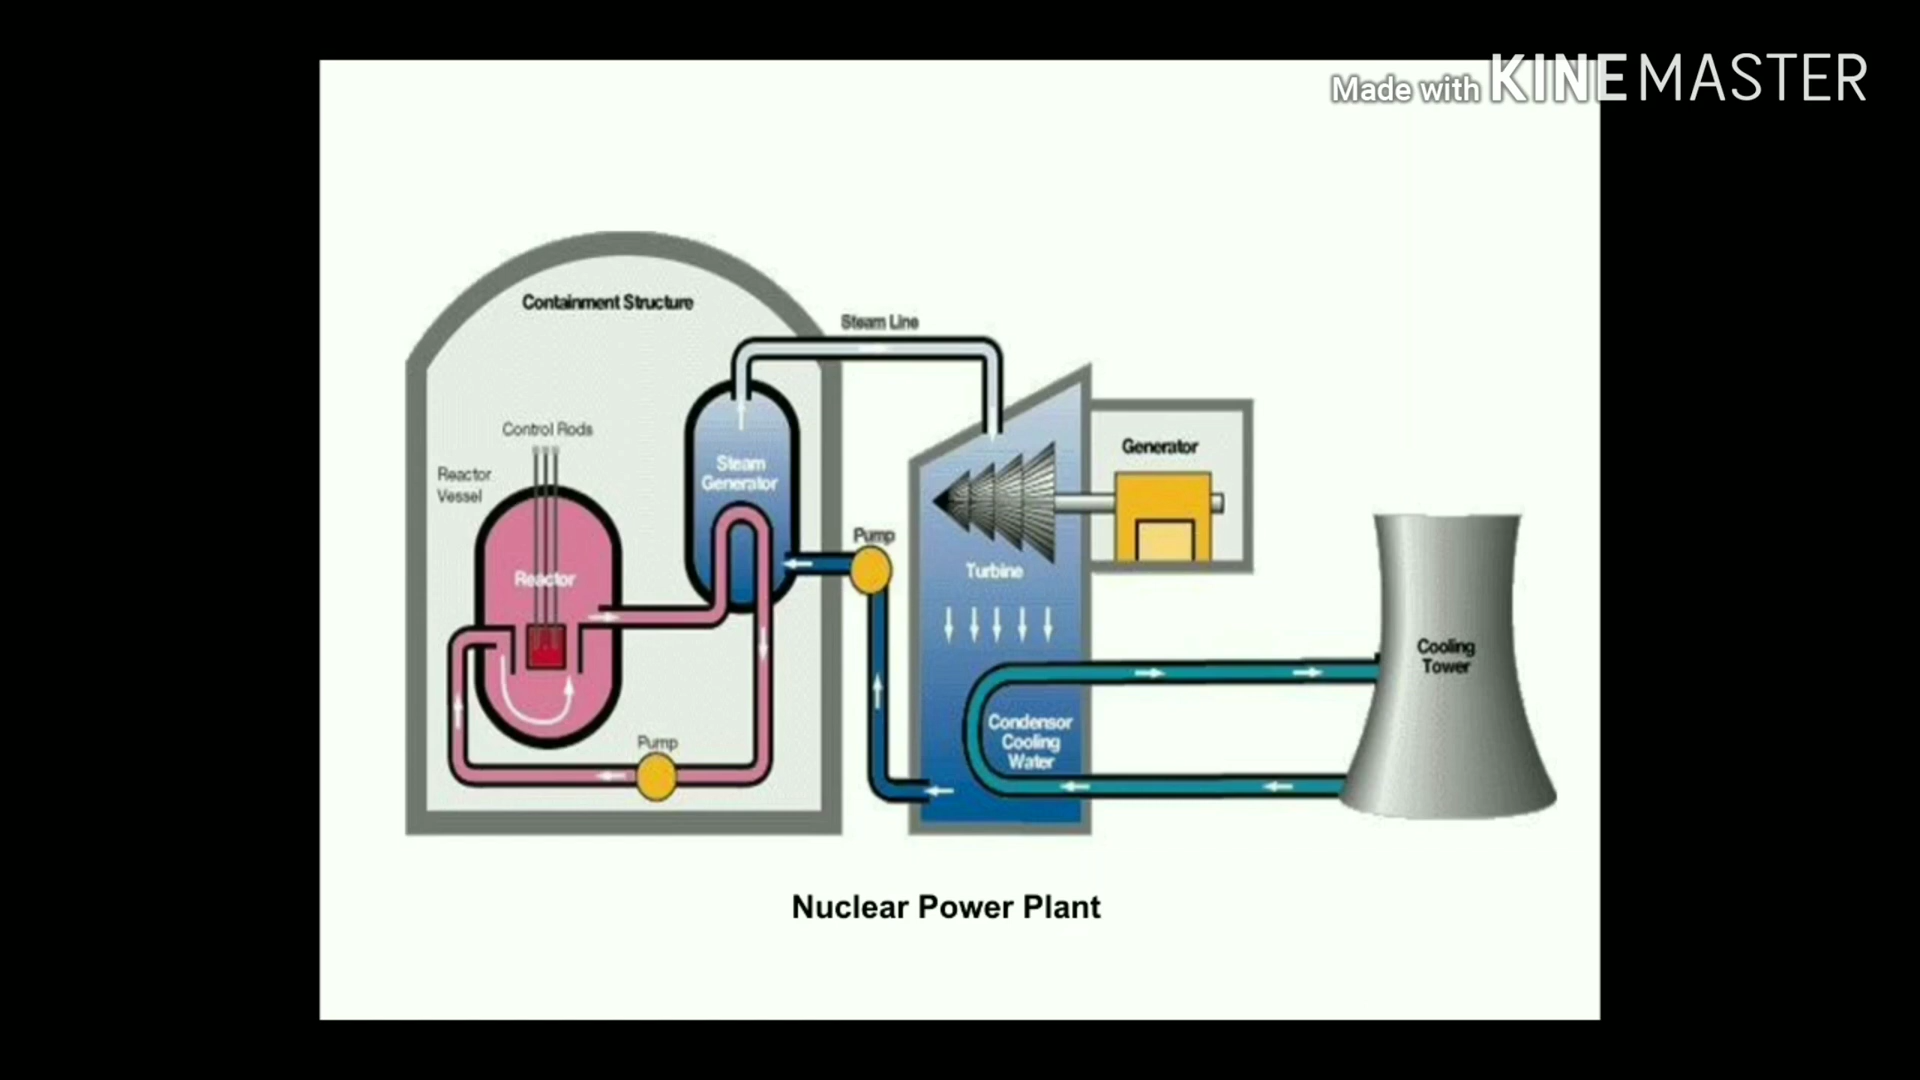 Made with KINEMASTER
Containment Structure
Steam Line
Control Rods
Reactor
Vessel
Steam
Generator
Generator
Pump
Turbine
Reactor
Cooling
Tower
Condensor
Cooling
Water
Pump
Nuclear Power Plant